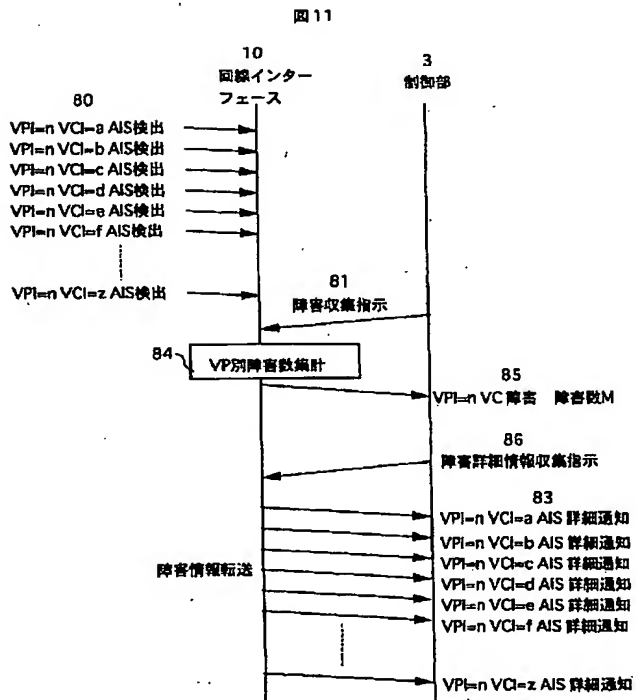 図11
10
回線インター
フェース
3
制御部
80
VPI=n VCI=a AIS検出
VPI=n VCI=b AIS検出
VPI=n VCI=c AIS検出
VPI=n VCI=d AIS検出
VPI=n VCI=e AIS検出
VPI=n VCI=f AIS検出
VPI=n VCI=z AIS検出
81
障害収集指示
84
VP別障害数集計
85
VPI=n VC 障害 障害数M
86
障害詳細情報収集指示
83
障害情報転送
VPI=n VCI=a AIS 詳細通知
VPI=n VCI=b AIS 詳細通知
VPI=n VCI=c AIS 詳細通知
VPI=n VCI=d AIS 詳細通知
VPI=n VCI=e AIS 詳細通知
VPI=n VCI=f AIS 詳細通知
VPI=n VCI=z AIS 詳細通知